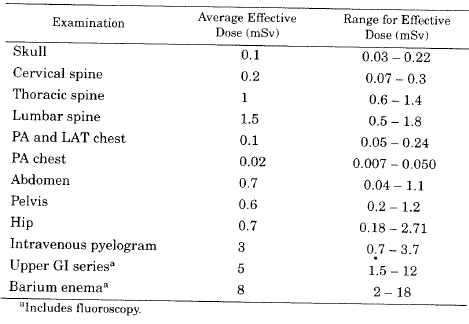 Examination Average Effective Dose (mSv) Range for Effective Dose (mSv)
Skull 0.1 0.03 – 0.22
Cervical spine 0.2 0.07 – 0.3
Thoracic spine 1 0.6 – 1.4
Lumbar spine 1.5 0.5 – 1.8
PA and LAT chest 0.1 0.05 – 0.24
PA chest 0.02 0.007 – 0.050
Abdomen 0.7 0.04 – 1.1
Pelvis 0.6 0.2 – 1.2
Hip 0.7 0.18 – 2.71
Intravenous pyelogram 3 0.7 – 3.7
Upper GI seriesᵃ 5 1.5 – 12
Barium enemaᵃ 8 2 – 18
ᵃIncludes fluoroscopy.